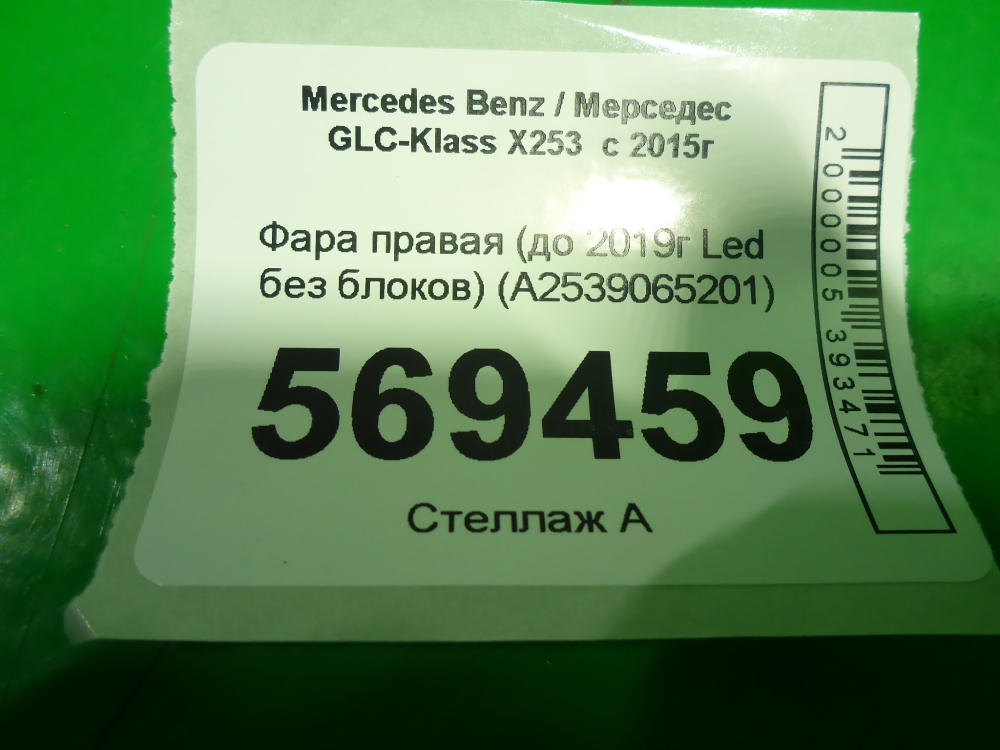 Mercedes Benz / Мерседес
GLC-Klass X253 с 2015г
Фара правая (до 2019г Led
без блоков) (A2539065201)
569459
Стеллаж А
2000005393471